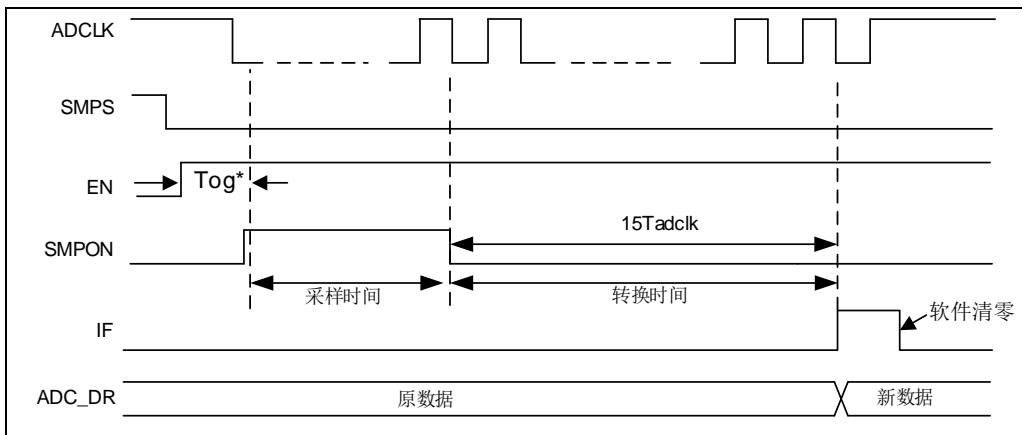 ADCLK
SMPS
EN
Tog*
SMPON
15Tadclk
采样时间
转换时间
IF
软件清零
ADC_DR
原数据
新数据